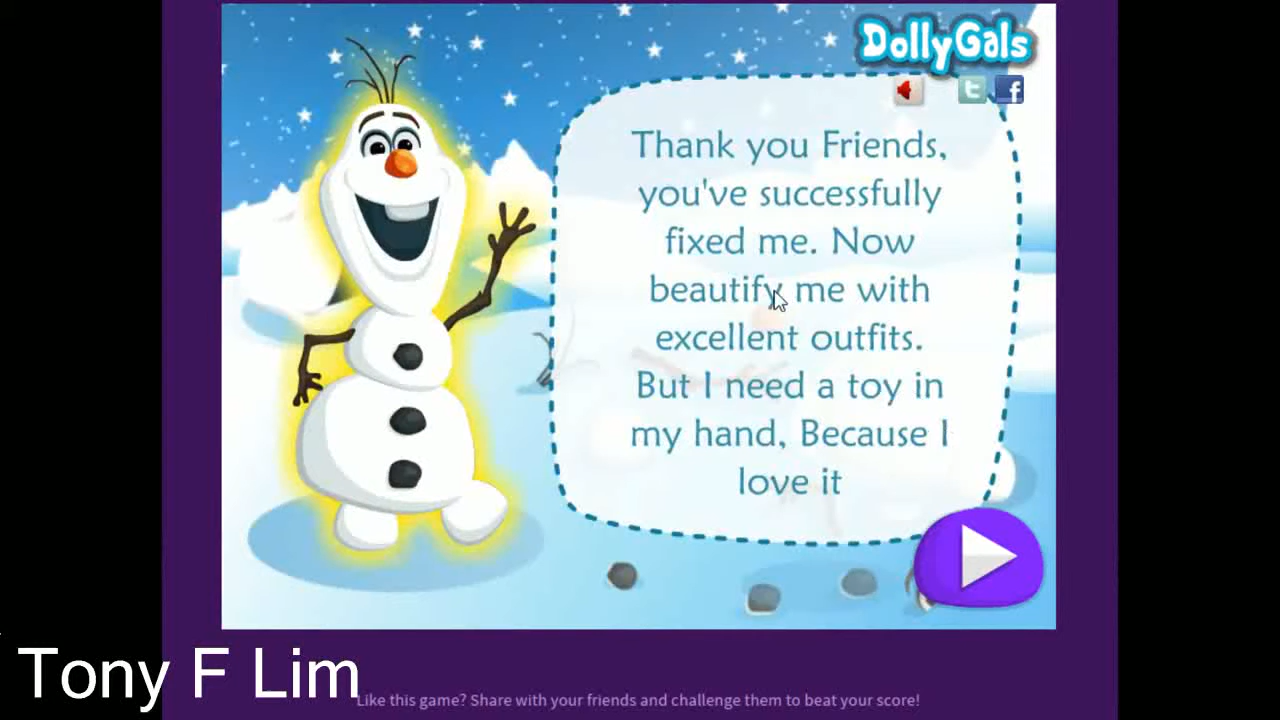 DollyGals
t f
Thank you Friends,
you've successfully
fixed me. Now
beautify me with
excellent outfits.
But I need a toy in
my hand, Because I
love it
Tony F Lim
Like this game? Share with your friends and challenge them to beat your score!